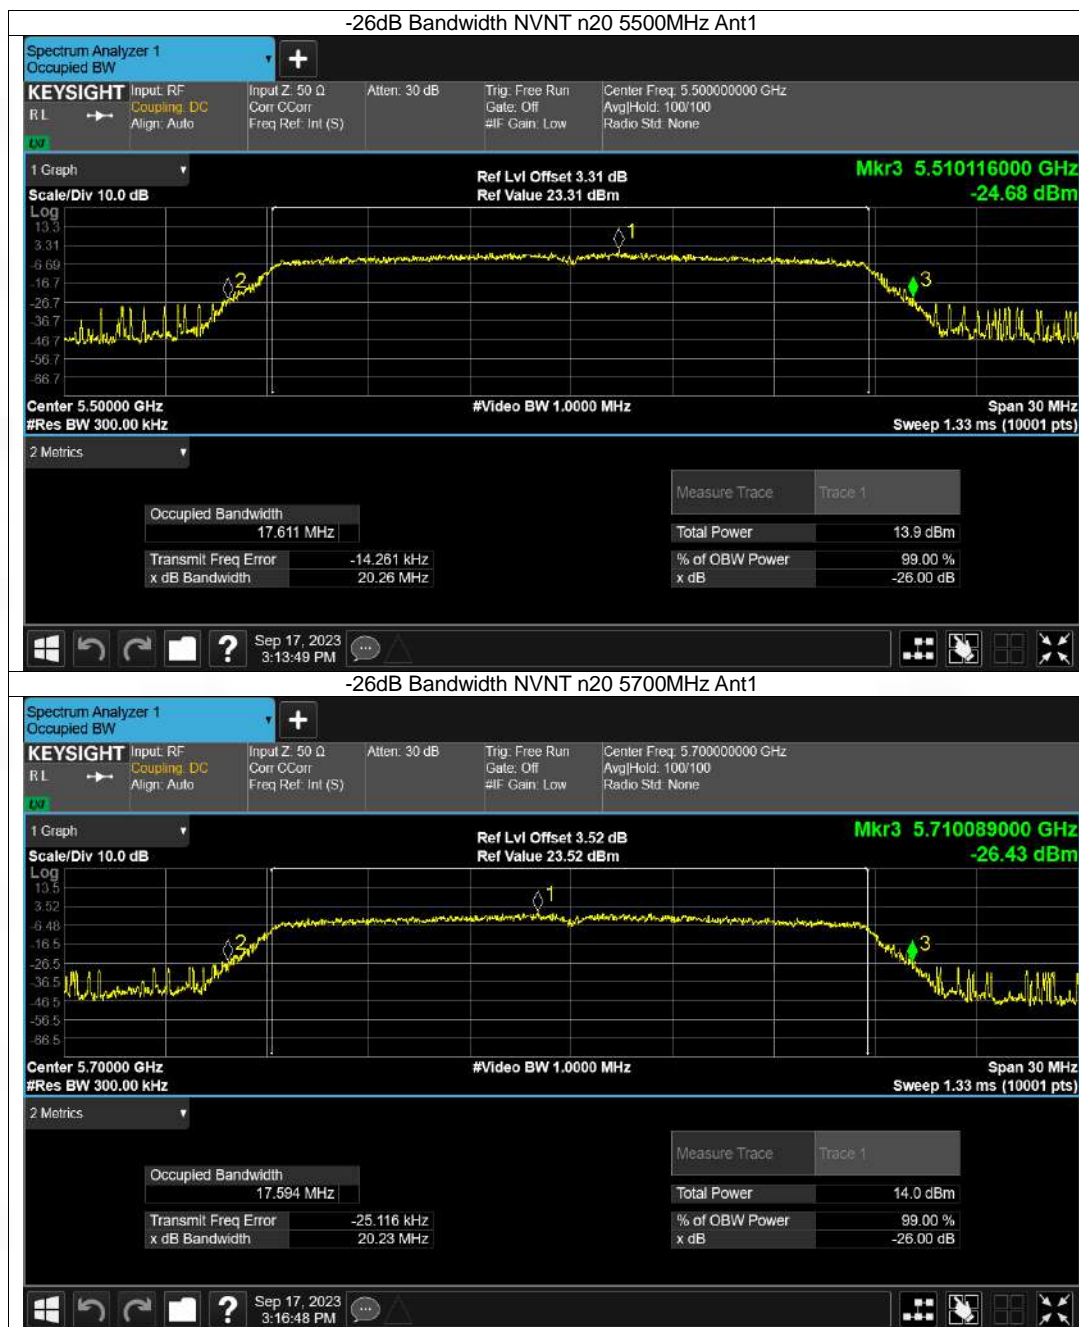 -26dB Bandwidth NVNT n20 5500MHz Ant1
Spectrum Analyzer 1
Occupied BW
+
KEYSIGHT Input: RF Input Z: 50 Ω Atten: 30 dB Trig: Free Run Center Freq: 5.500000000 GHz
RL Coupling: DC Corr CCorr Gate: Off Avg|Hold: 100/100
Align: Auto Freq Ref: Int (S) #IF Gain: Low Radio Std: None
LXI
1 Graph
Ref Lvl Offset 3.31 dB
Mkr3 5.510116000 GHz
Scale/Div 10.0 dB
Ref Value 23.31 dBm
-24.68 dBm
Log
13.3
3.31
-6.69
-16.7
-26.7
-36.7
-46.7
-56.7
-66.7
1
2
3
Center 5.50000 GHz #Video BW 1.0000 MHz Span 30 MHz
#Res BW 300.00 kHz Sweep 1.33 ms (10001 pts)
2 Metrics
Measure Trace Trace 1
Occupied Bandwidth
17.611 MHz
Total Power 13.9 dBm
Transmit Freq Error -14.261 kHz % of OBW Power 99.00 %
x dB Bandwidth 20.26 MHz x dB -26.00 dB
? Sep 17, 2023
3:13:49 PM
-26dB Bandwidth NVNT n20 5700MHz Ant1
Spectrum Analyzer 1
Occupied BW
+
KEYSIGHT Input: RF Input Z: 50 Ω Atten: 30 dB Trig: Free Run Center Freq: 5.700000000 GHz
RL Coupling: DC Corr CCorr Gate: Off Avg|Hold: 100/100
Align: Auto Freq Ref: Int (S) #IF Gain: Low Radio Std: None
LXI
1 Graph
Ref Lvl Offset 3.52 dB
Mkr3 5.710089000 GHz
Scale/Div 10.0 dB
Ref Value 23.52 dBm
-26.43 dBm
Log
13.5
3.52
-6.48
-16.5
-26.5
-36.5
-46.5
-56.5
-66.5
1
2
3
Center 5.70000 GHz #Video BW 1.0000 MHz Span 30 MHz
#Res BW 300.00 kHz Sweep 1.33 ms (10001 pts)
2 Metrics
Measure Trace Trace 1
Occupied Bandwidth
17.594 MHz
Total Power 14.0 dBm
Transmit Freq Error -25.116 kHz % of OBW Power 99.00 %
x dB Bandwidth 20.23 MHz x dB -26.00 dB
? Sep 17, 2023
3:16:48 PM